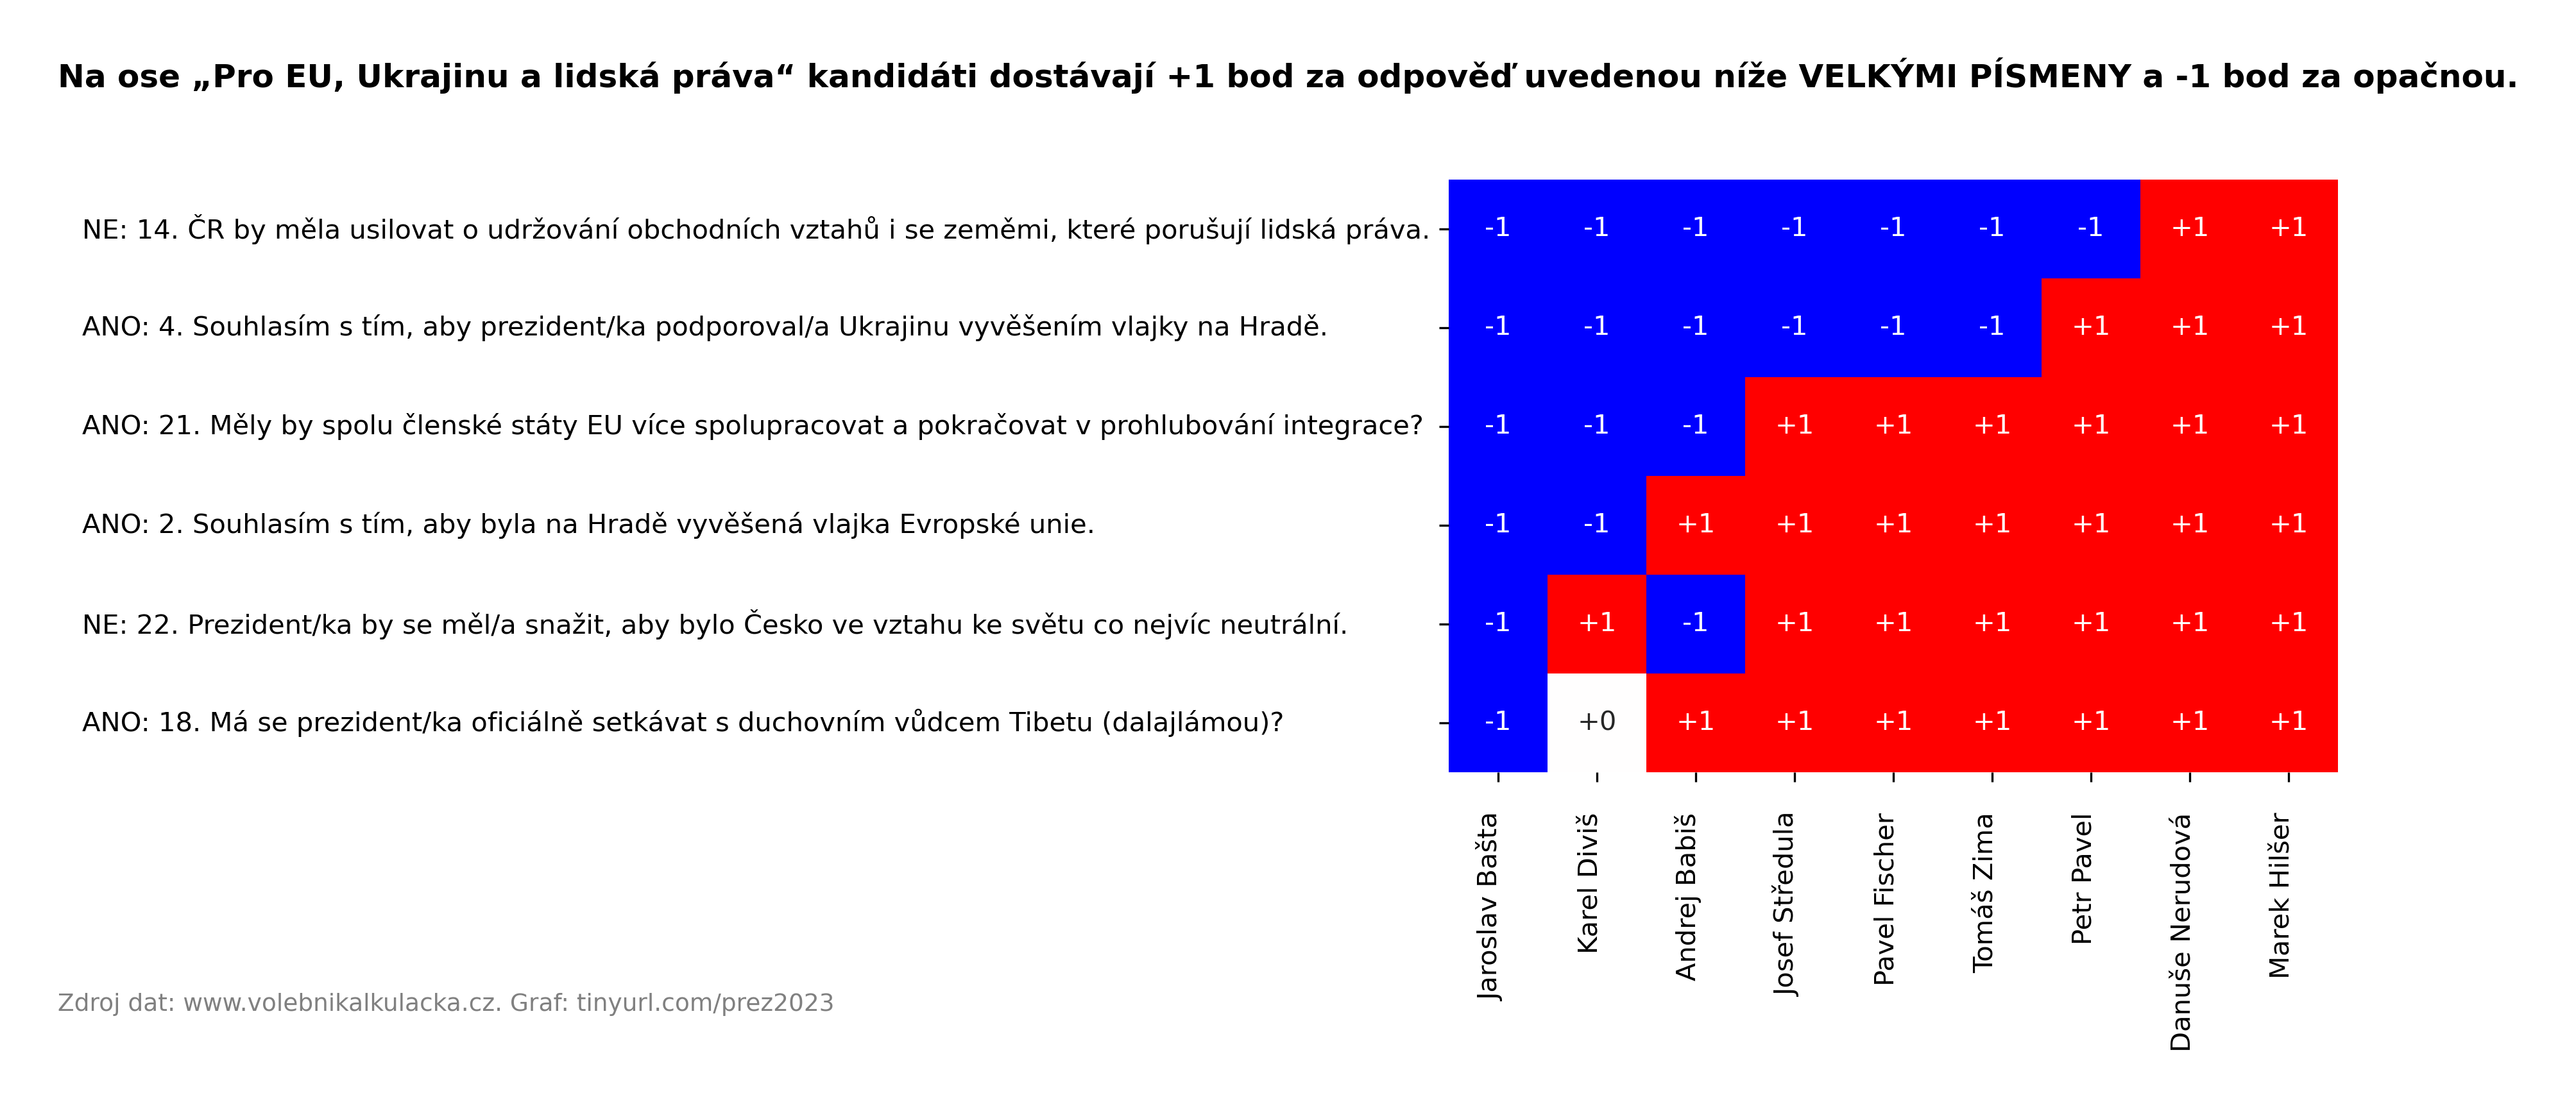 Na ose „Pro EU, Ukrajinu a lidská práva“ kandidáti dostávají +1 bod za odpověď uvedenou níže VELKÝMI PÍSMENY a -1 bod za opačnou.
NE: 14. ČR by měla usilovat o udržování obchodních vztahů i se zeměmi, které porušují lidská práva. -1 -1 -1 -1 -1 -1 -1 +1 +1
ANO: 4. Souhlasím s tím, aby prezident/ka podporoval/a Ukrajinu vyvěšením vlajky na Hradě. -1 -1 -1 -1 -1 -1 +1 +1 +1
ANO: 21. Měly by spolu členské státy EU více spolupracovat a pokračovat v prohlubování integrace? -1 -1 -1 +1 +1 +1 +1 +1 +1
ANO: 2. Souhlasím s tím, aby byla na Hradě vyvěšená vlajka Evropské unie. -1 -1 +1 +1 +1 +1 +1 +1 +1
NE: 22. Prezident/ka by se měl/a snažit, aby bylo Česko ve vztahu ke světu co nejvíc neutrální. -1 +1 -1 +1 +1 +1 +1 +1 +1
ANO: 18. Má se prezident/ka oficiálně setkávat s duchovním vůdcem Tibetu (dalajlámou)? -1 +0 +1 +1 +1 +1 +1 +1 +1
Jaroslav Bašta
Karel Diviš
Andrej Babiš
Josef Středula
Pavel Fischer
Tomáš Zima
Petr Pavel
Danuše Nerudová
Marek Hilšer
Zdroj dat: www.volebnikalkulacka.cz. Graf: tinyurl.com/prez2023